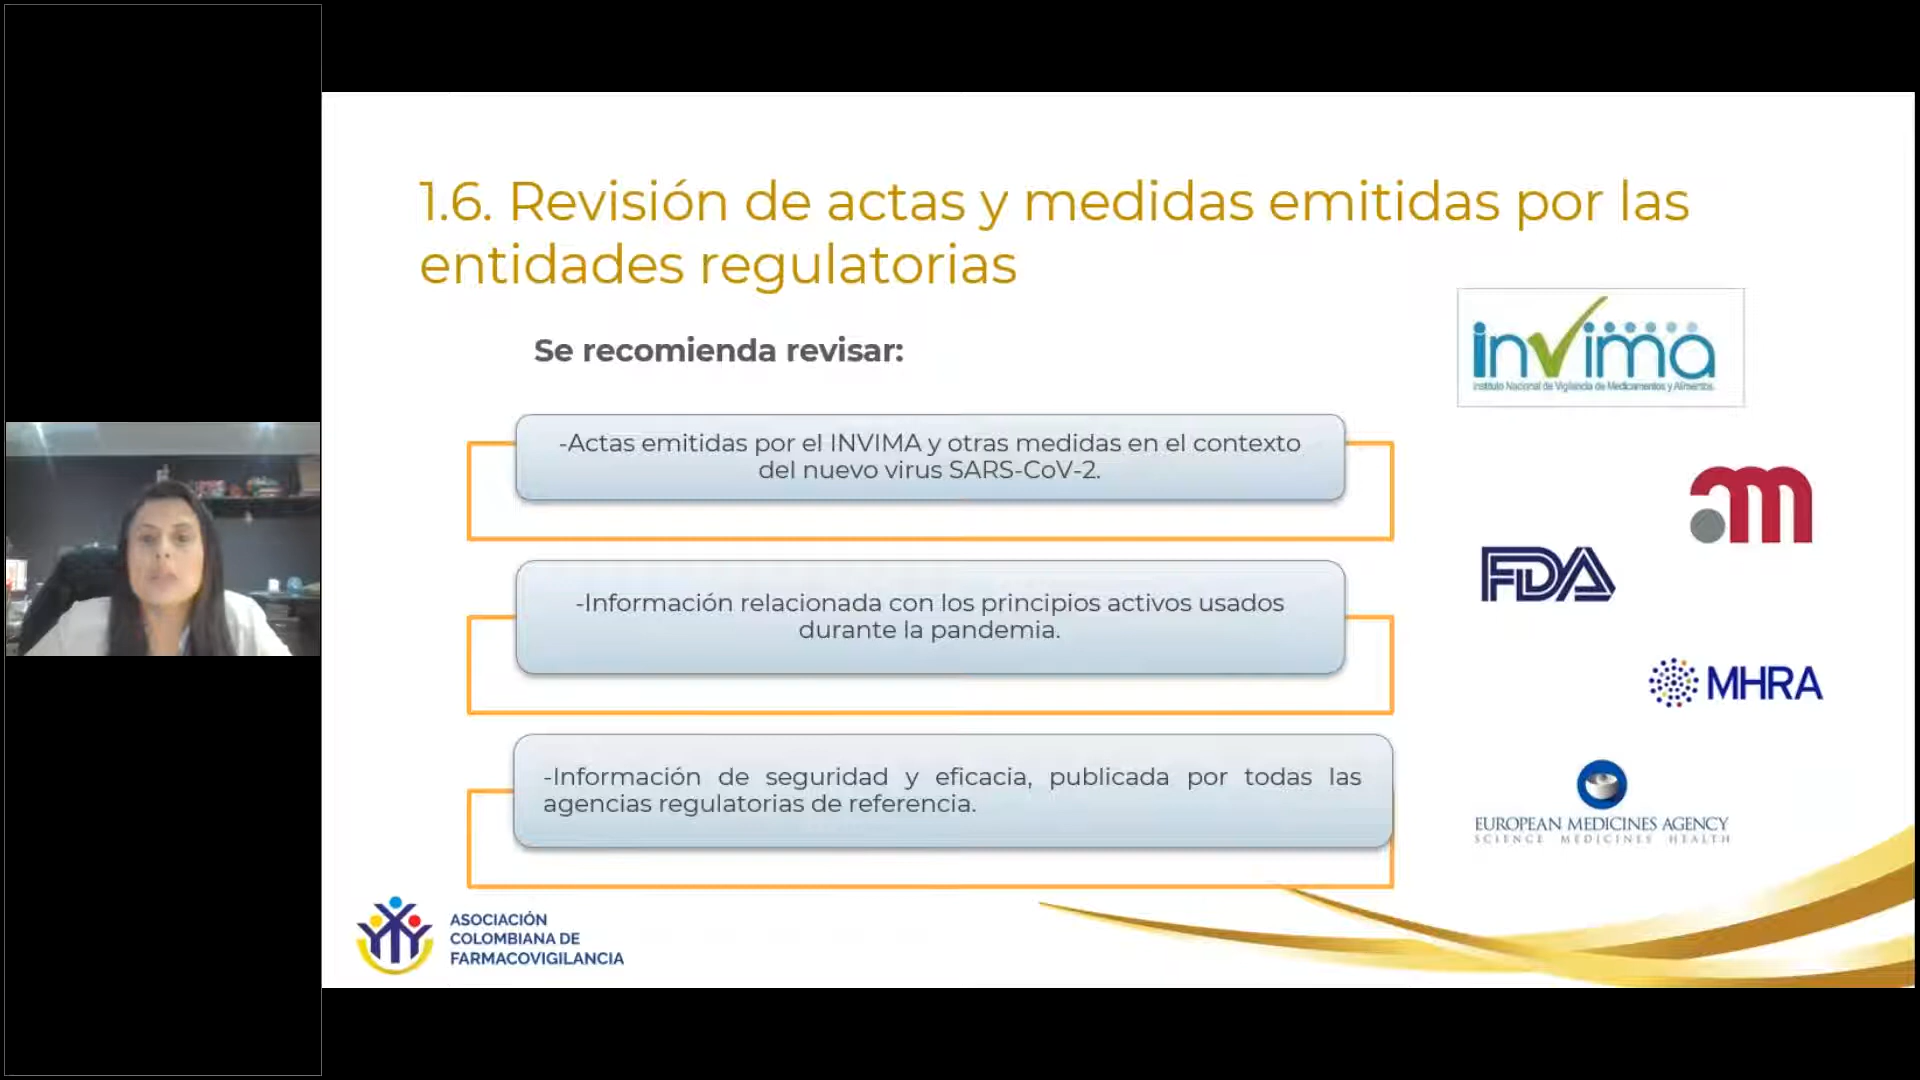 1.6. Revisión de actas y medidas emitidas por las
entidades regulatorias
Se recomienda revisar:
-Actas emitidas por el INVIMA y otras medidas en el contexto
del nuevo virus SARS-CoV-2.
-Información relacionada con los principios activos usados
durante la pandemia.
-Información de seguridad y eficacia, publicada por todas las
agencias regulatorias de referencia.
invima
Instituto Nacional de Vigilancia de Medicamentos y Alimentos
am
FDA
MHRA
EUROPEAN MEDICINES AGENCY
SCIENCE MEDICINES HEALTH
ASOCIACIÓN
COLOMBIANA DE
FARMACOVIGILANCIA